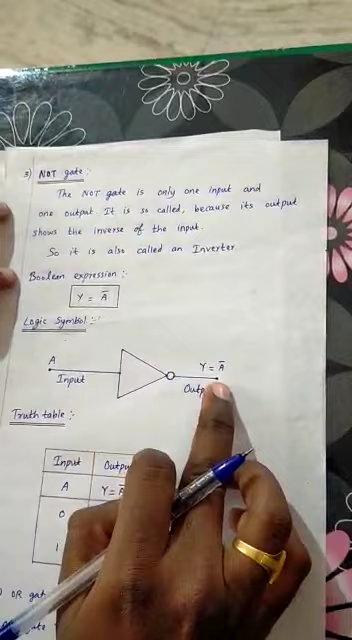 3) NOT gate :-
The NOT gate is only one input and
one output. It is so called, because its output
shows the inverse of the input.
So it is also called an Inverter.
Boolean expression :-
Y = A̅
Logic Symbol :-
A
Y = A̅
Input
Truth table :-
Input
A Y = A̅
0
1
OR gat